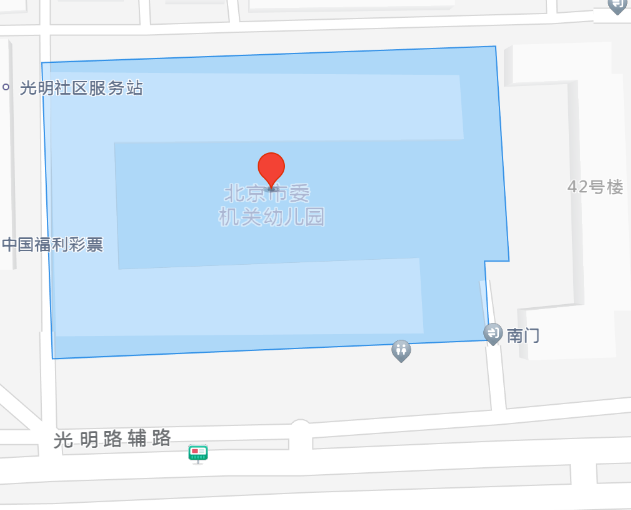 光明社区服务站
42号楼
北京市委
机关幼儿园
中国福利彩票
南门
光明路辅路